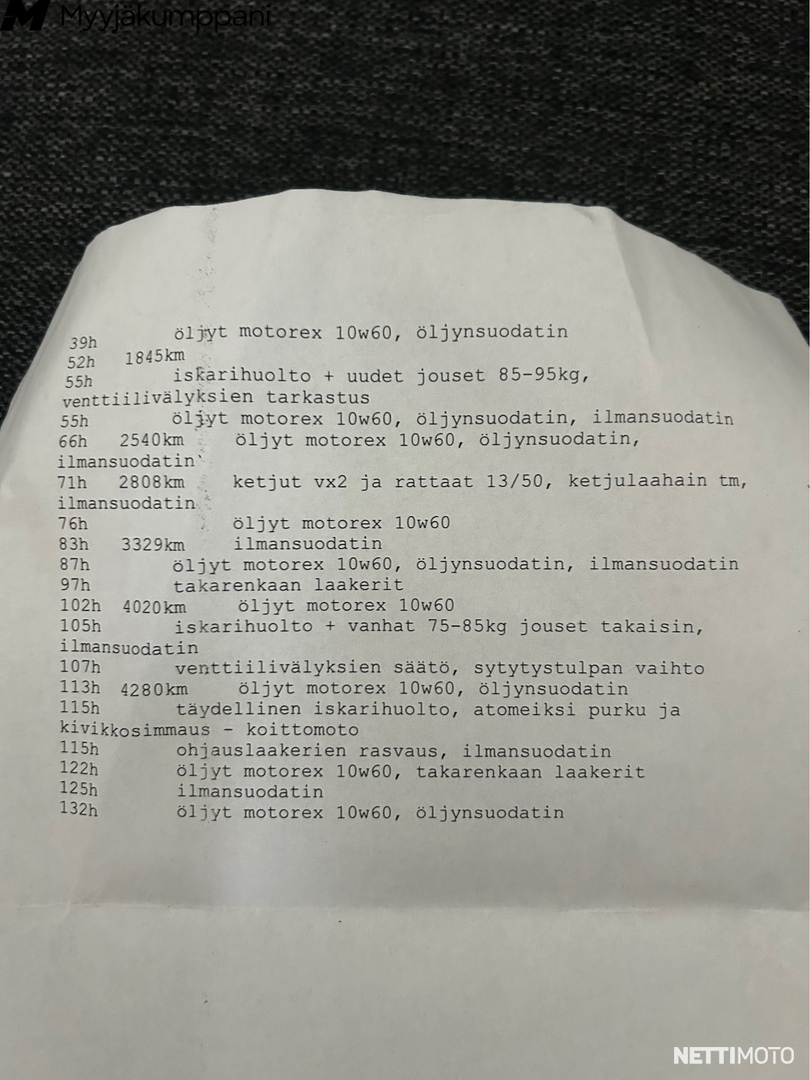 Myyjäkumppani
39h öljyt motorex 10w60, öljynsuodatin
52h 1845km
55h iskarihuolto + uudet jouset 85-95kg,
venttiilivälyksien tarkastus
55h öljyt motorex 10w60, öljynsuodatin, ilmansuodatin
66h 2540km öljyt motorex 10w60, öljynsuodatin,
ilmansuodatin
71h 2808km ketjut vx2 ja rattaat 13/50, ketjulaahain tm,
ilmansuodatin
76h öljyt motorex 10w60
83h 3329km ilmansuodatin
87h öljyt motorex 10w60, öljynsuodatin, ilmansuodatin
97h takarenkaan laakerit
102h 4020km öljyt motorex 10w60
105h iskarihuolto + vanhat 75-85kg jouset takaisin,
ilmansuodatin
107h venttiilivälyksien säätö, sytytystulpan vaihto
113h 4280km öljyt motorex 10w60, öljynsuodatin
115h täydellinen iskarihuolto, atomeiksi purku ja
kivikkosimmaus - koittomoto
115h ohjauslaakerien rasvaus, ilmansuodatin
122h öljyt motorex 10w60, takarenkaan laakerit
125h ilmansuodatin
132h öljyt motorex 10w60, öljynsuodatin
NETTIMOTO